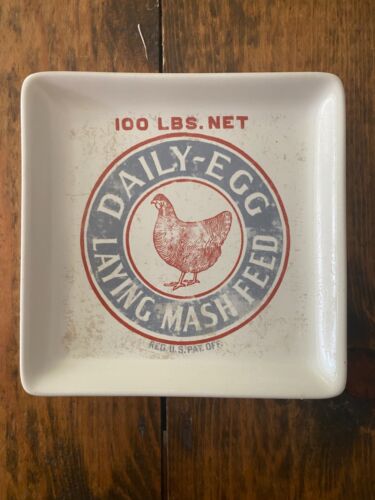 100 LBS. NET
DAILY-EGG
LAYING MASH FEED
REG. U.S. PAT. OFF.